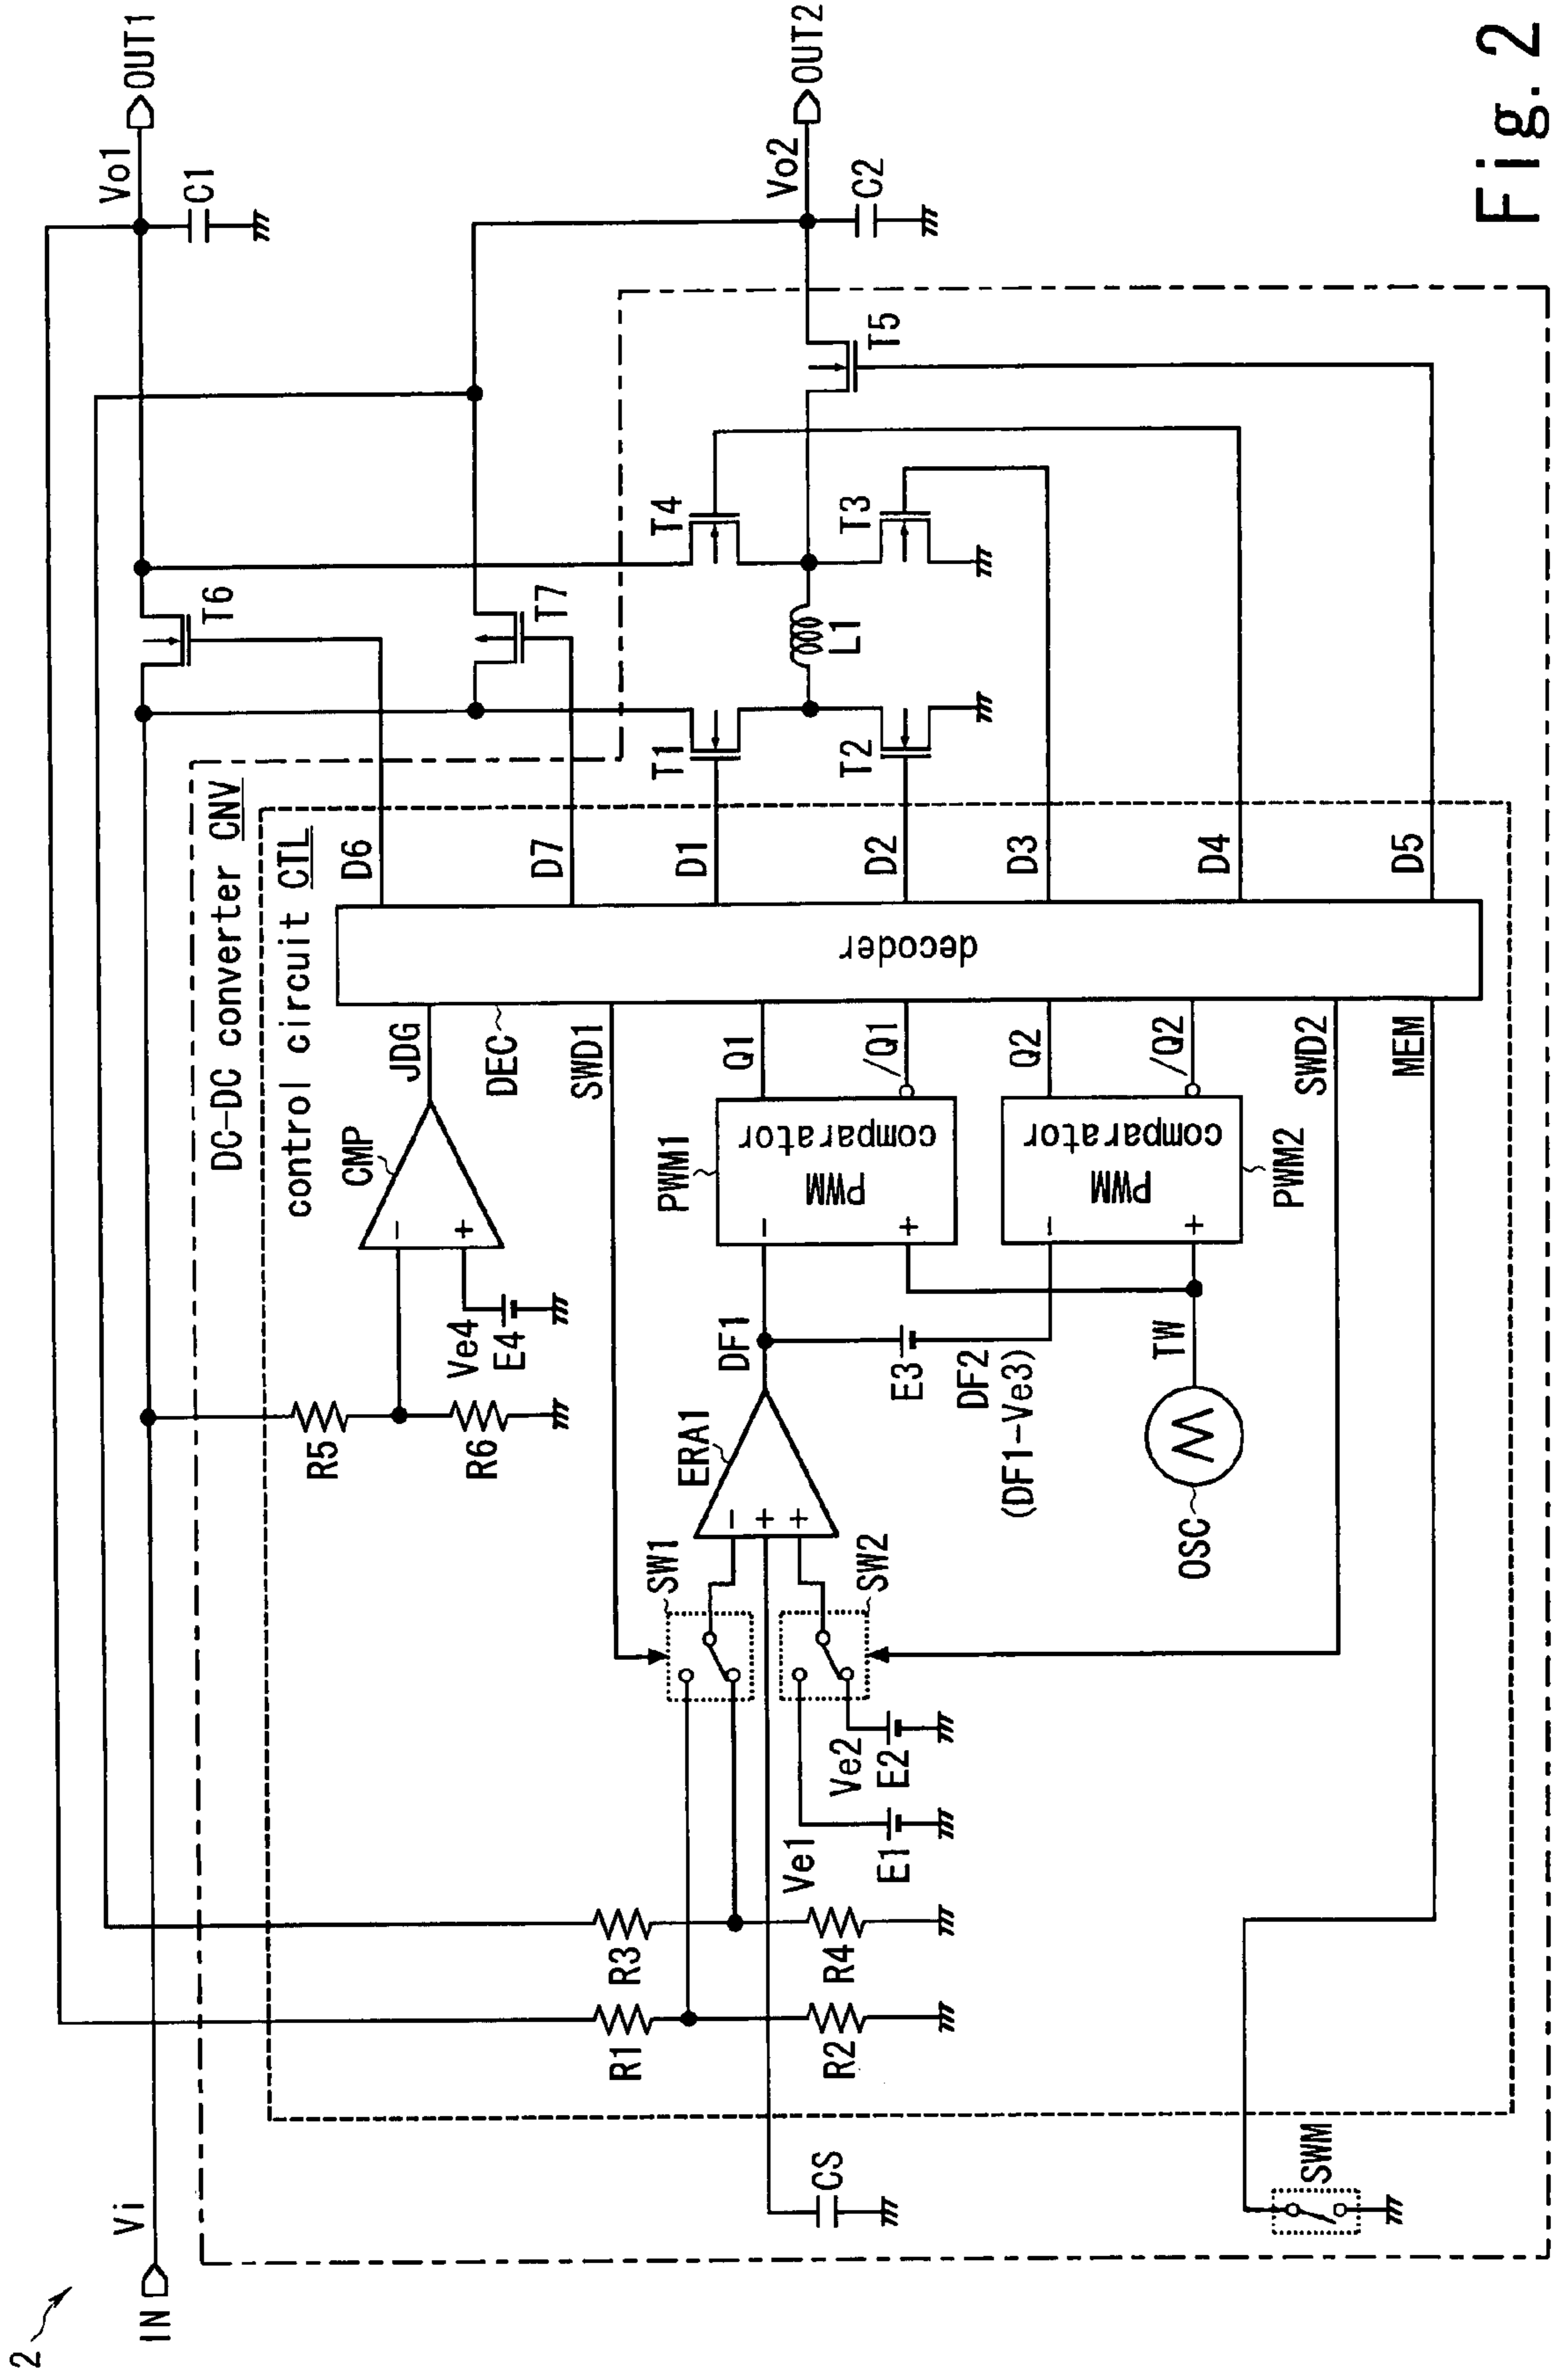 2
IN
Vi
Vo1
OUT1
C1
T6
T7
Vo2
OUT2
C2
T5
T4
T3
L1
T1
T2
DC-DC converter CNV
control circuit CTL
D6
D7
D1
D2
D3
D4
D5
decoder
DEC
JDG
SWD1
Q1
/Q1
Q2
/Q2
SWD2
MEM
CMP
-
+
Ve4
E4
R5
R6
PWM1
PWM
comparator
-
+
PWM2
PWM
comparator
-
+
DF1
E3
DF2
(DF1-Ve3)
TW
OSC
ERA1
-
+
+
SW1
SW2
Ve2
E2
Ve1
E1
R3
R4
R1
R2
CS
SWM
Fig. 2